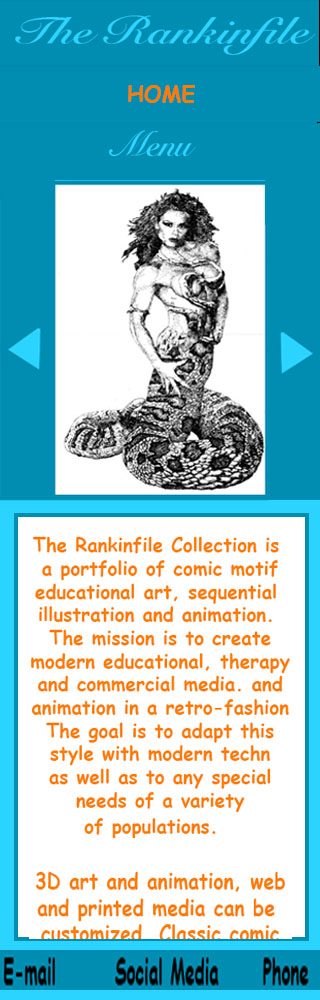 The Rankinfile
HOME
Menu
The Rankinfile Collection is
a portfolio of comic motif
educational art, sequential
illustration and animation.
The mission is to create
modern educational, therapy
and commercial media. and
animation in a retro-fashion
The goal is to adapt this
style with modern techn
as well as to any special
needs of a variety
of populations.
3D art and animation, web
and printed media can be
customized. Classic comic
E-mail Social Media Phone